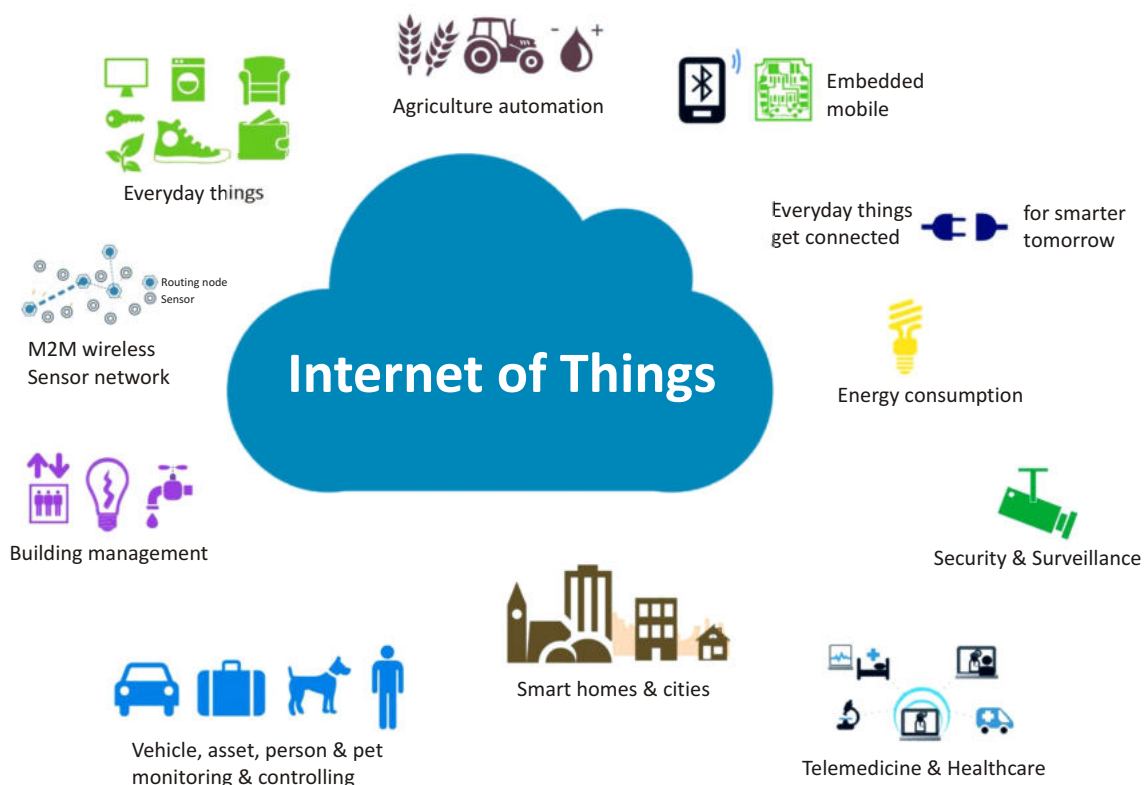 Agriculture automation
Embedded
mobile
Everyday things
Everyday things
get connected
for smarter
tomorrow
Routing node
Sensor
M2M wireless
Sensor network
Internet of Things
Energy consumption
Building management
Security & Surveillance
Smart homes & cities
Vehicle, asset, person & pet
monitoring & controlling
Telemedicine & Healthcare